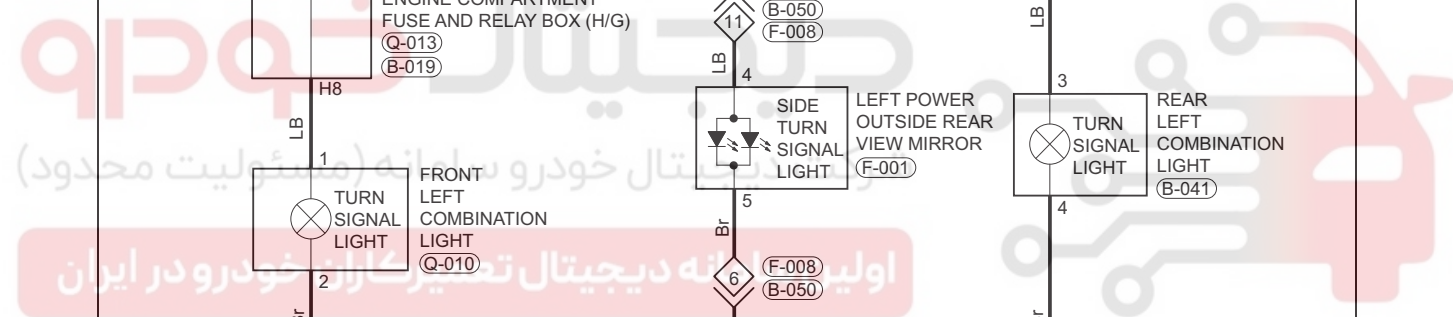 ENGINE COMPARTMENT
FUSE AND RELAY BOX (H/G)
Q-013
B-019
H8
LB
1
TURN
SIGNAL
LIGHT
FRONT
LEFT
COMBINATION
LIGHT
Q-010
2
11
B-050
F-008
LB
4
SIDE
TURN
SIGNAL
LIGHT
LEFT POWER
OUTSIDE REAR
VIEW MIRROR
F-001
5
Br
6
F-008
B-050
LB
3
TURN
SIGNAL
LIGHT
REAR
LEFT
COMBINATION
LIGHT
B-041
4
دیجیتال خودرو
شرکت دیجیتال خودرو سامانه (مسئولیت محدود)
اولین سامانه دیجیتال تعمیرکاران خودرو در ایران